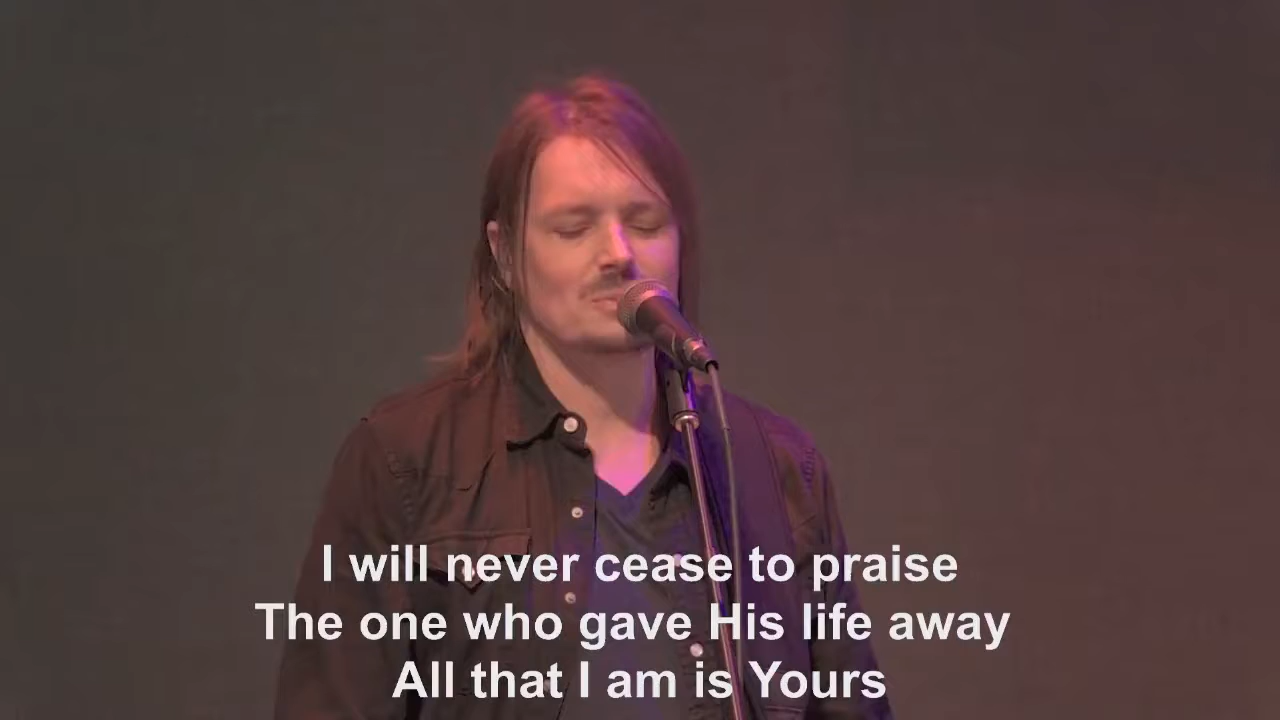 I will never cease to praise
The one who gave His life away
All that I am is Yours